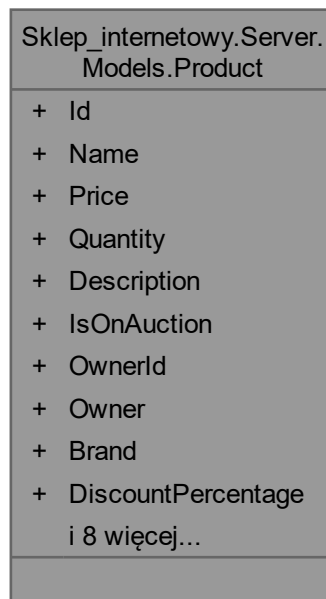 Sklep_internetowy.Server.
Models.Product
+ Id
+ Name
+ Price
+ Quantity
+ Description
+ IsOnAuction
+ OwnerId
+ Owner
+ Brand
+ DiscountPercentage
i 8 więcej...